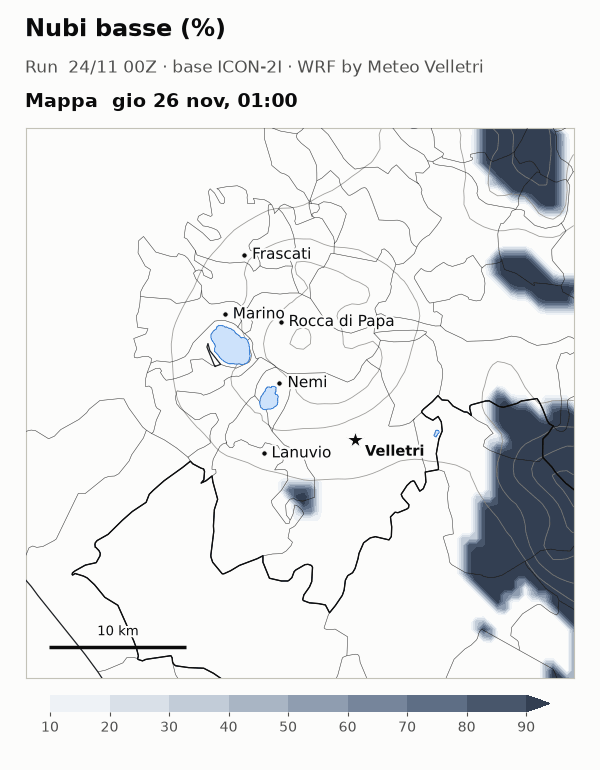 Nubi basse (%)
Run  24/11 00Z · base ICON-2I · WRF by Meteo Velletri
Mappa  gio 26 nov, 01:00
Frascati
Marino
Rocca di Papa
Nemi
Velletri
Lanuvio
10 km
10 20 30 40 50 60 70 80 90